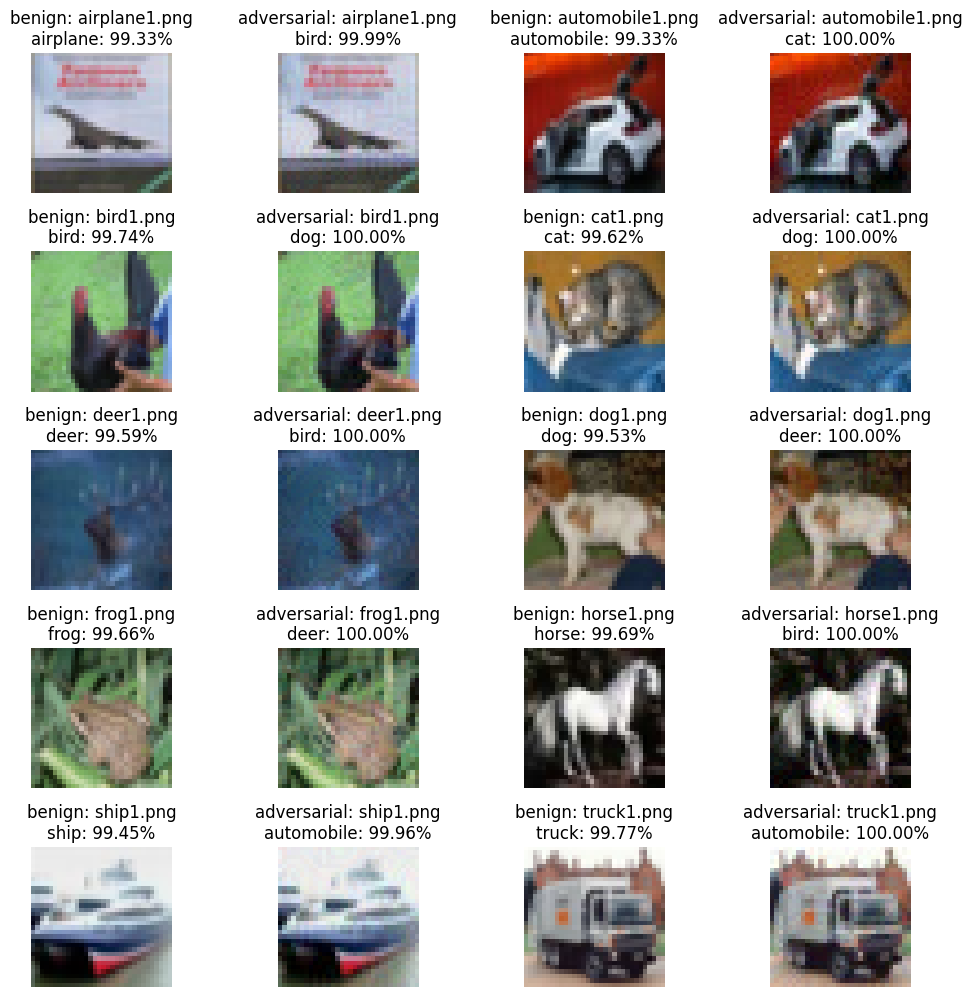 benign: airplane1.png
airplane: 99.33%
adversarial: airplane1.png
bird: 99.99%
benign: automobile1.png
automobile: 99.33%
adversarial: automobile1.png
cat: 100.00%
benign: bird1.png
bird: 99.74%
adversarial: bird1.png
dog: 100.00%
benign: cat1.png
cat: 99.62%
adversarial: cat1.png
dog: 100.00%
benign: deer1.png
deer: 99.59%
adversarial: deer1.png
bird: 100.00%
benign: dog1.png
dog: 99.53%
adversarial: dog1.png
deer: 100.00%
benign: frog1.png
frog: 99.66%
adversarial: frog1.png
deer: 100.00%
benign: horse1.png
horse: 99.69%
adversarial: horse1.png
bird: 100.00%
benign: ship1.png
ship: 99.45%
adversarial: ship1.png
automobile: 99.96%
benign: truck1.png
truck: 99.77%
adversarial: truck1.png
automobile: 100.00%